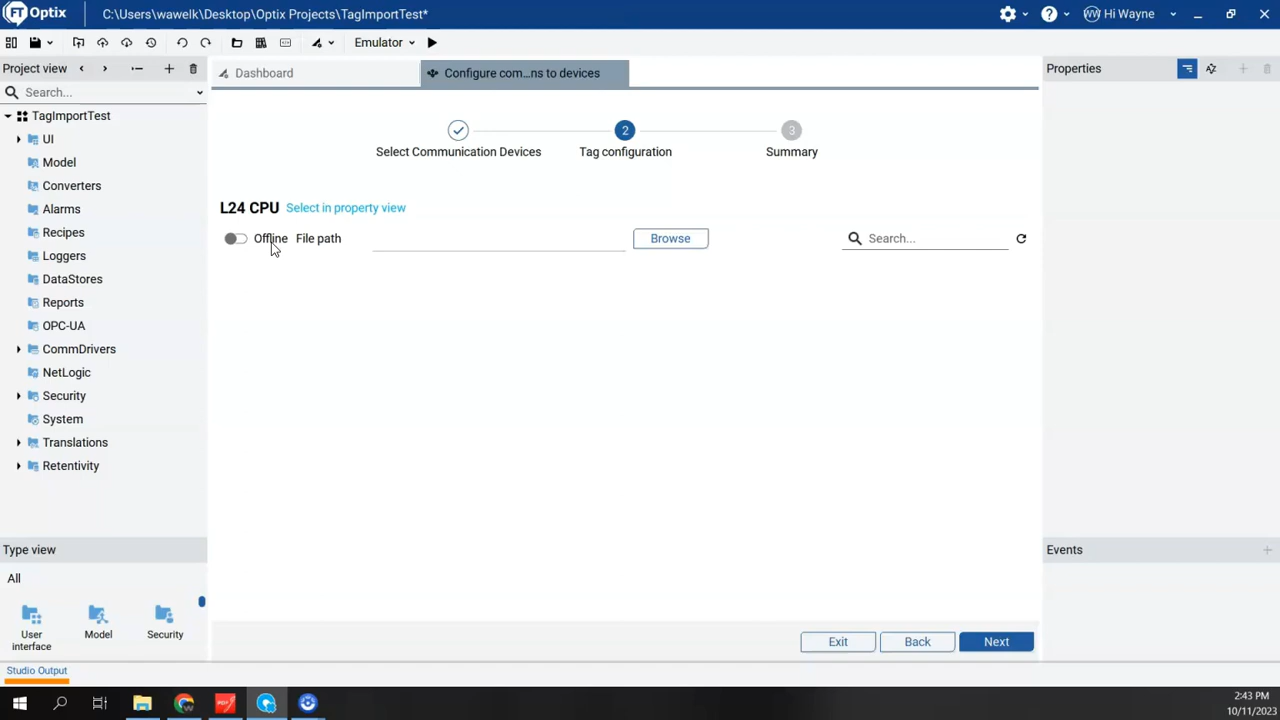 FT Optix
C:\Users\wawelk\Desktop\Optix Projects\TagImportTest*
WW Hi Wayne
Emulator
Project view
Dashboard
Configure com...ns to devices
Properties
Search...
TagImportTest
UI
Model
Converters
Alarms
Recipes
Loggers
DataStores
Reports
OPC-UA
CommDrivers
NetLogic
Security
System
Translations
Retentivity
2
3
Select Communication Devices
Tag configuration
Summary
L24 CPU Select in property view
Offline File path
Browse
Search...
Type view
All
User
interface
Model
Security
Events
Exit
Back
Next
Studio Output
2:43 PM
10/11/2023